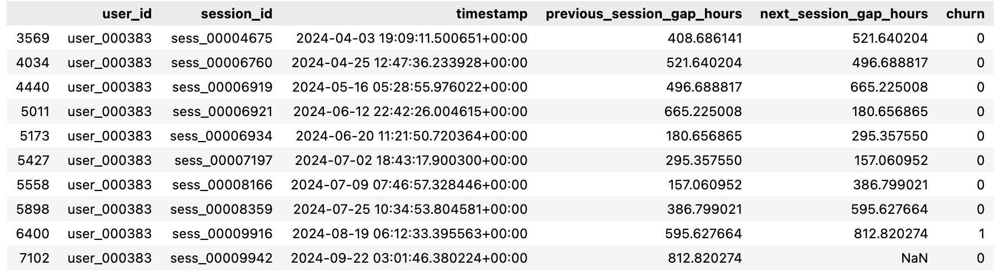 user_id session_id timestamp previous_session_gap_hours next_session_gap_hours churn
3569 user_000383 sess_00004675 2024-04-03 19:09:11.500651+00:00 408.686141 521.640204 0
4034 user_000383 sess_00006760 2024-04-25 12:47:36.233928+00:00 521.640204 496.688817 0
4440 user_000383 sess_00006919 2024-05-16 05:28:55.976022+00:00 496.688817 665.225008 0
5011 user_000383 sess_00006921 2024-06-12 22:42:26.004615+00:00 665.225008 180.656865 0
5173 user_000383 sess_00006934 2024-06-20 11:21:50.720364+00:00 180.656865 295.357550 0
5427 user_000383 sess_00007197 2024-07-02 18:43:17.900300+00:00 295.357550 157.060952 0
5558 user_000383 sess_00008166 2024-07-09 07:46:57.328446+00:00 157.060952 386.799021 0
5898 user_000383 sess_00008359 2024-07-25 10:34:53.804581+00:00 386.799021 595.627664 0
6400 user_000383 sess_00009916 2024-08-19 06:12:33.395563+00:00 595.627664 812.820274 1
7102 user_000383 sess_00009942 2024-09-22 03:01:46.380224+00:00 812.820274 NaN 0